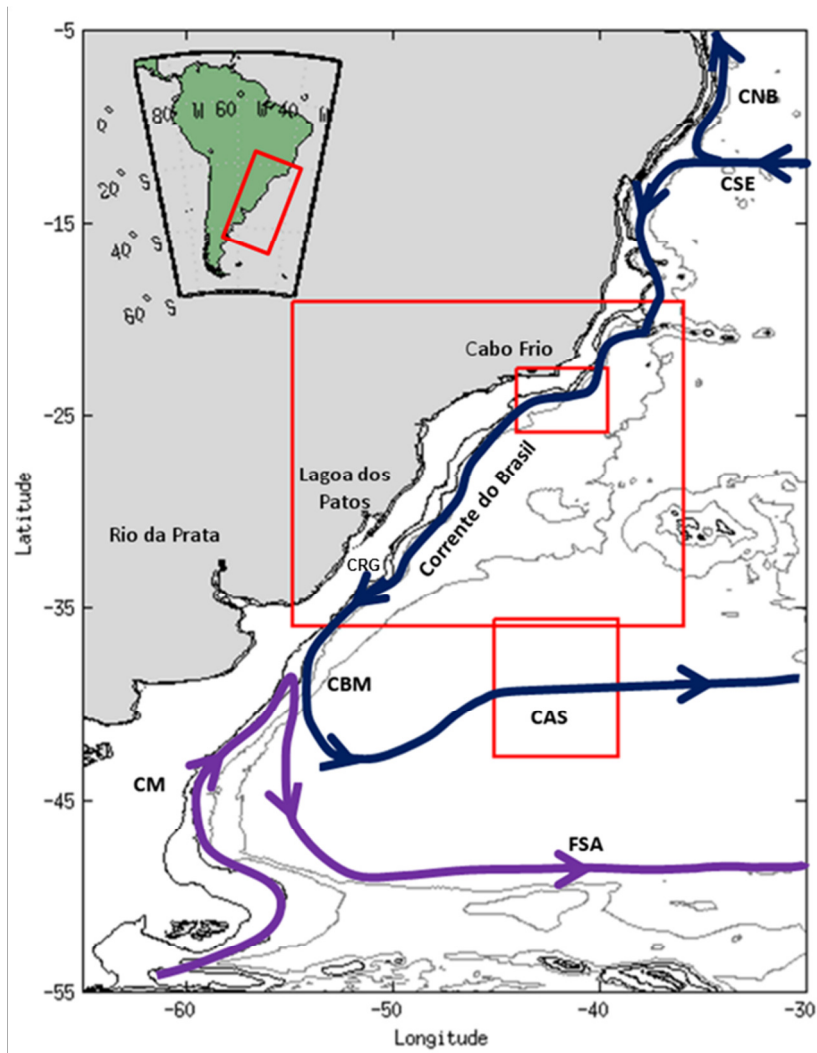 -5
80 W 60 W 40 W
0°
20° S
40° S
60° S
CNB
CSE
-15
Cabo Frio
-25
Corrente do Brasil
Lagoa dos
Patos
Rio da Prata
CRG
-35
CBM
CAS
CM
-45
FSA
-55
-60
-50
-40
-30
Latitude
Longitude